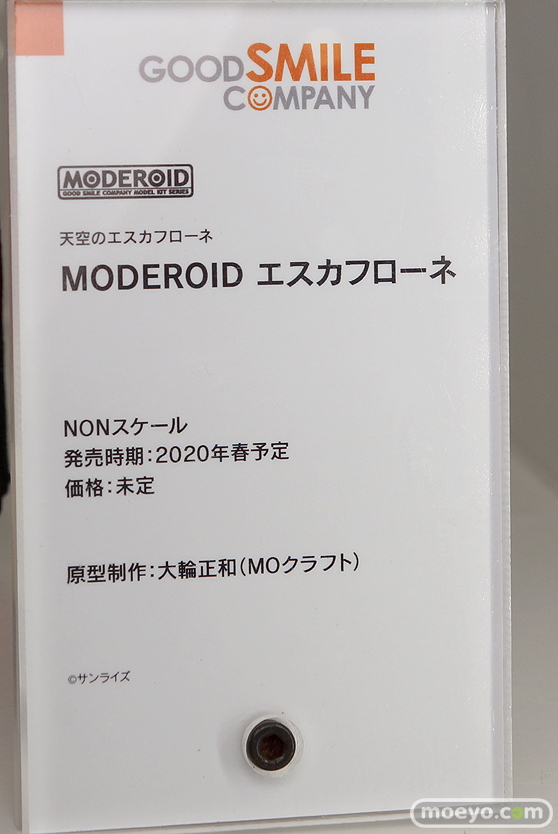 GOODSMILE
COMPANY
MODEROID
GOOD SMILE COMPANY MODEL KIT SERIES
天空のエスカフローネ
MODEROID エスカフローネ
NONスケール
発売時期：2020年春予定
価格：未定
原型制作：大輪正和（MOクラフト）
©サンライズ
moeyo.com